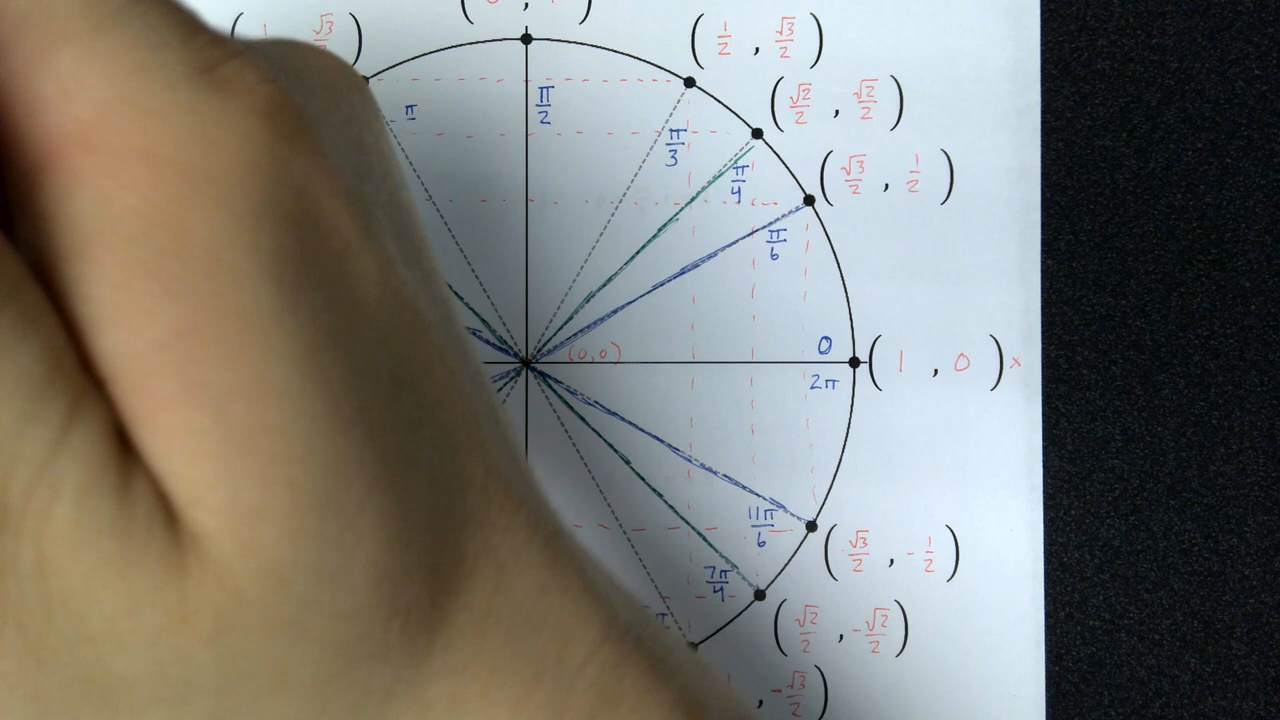 (1/2 , √3/2)
π/2
(√2/2 , √2/2)
π/3
π/4
(√3/2 , 1/2)
π/6
(0,0)
0
(1 , 0) x
2π
11π/6
(√3/2 , -1/2)
7π/4
(√2/2 , -√2/2)
, -√3/2)